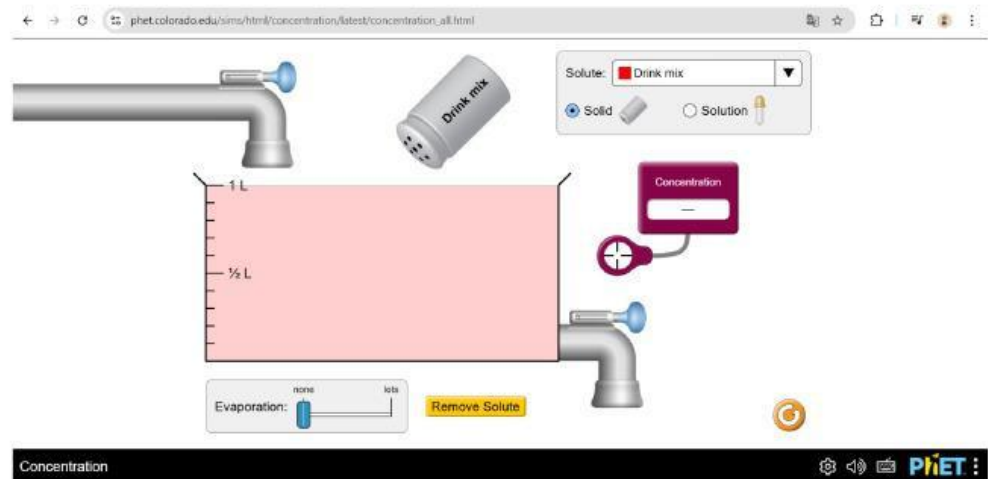 phet.colorado.edu/sims/html/concentration/latest/concentration_all.html
Drink mix
Solute: Drink mix
Solid
Solution
1 L
Concentration
—
½ L
none
lots
Evaporation:
Remove Solute
Concentration
PhET